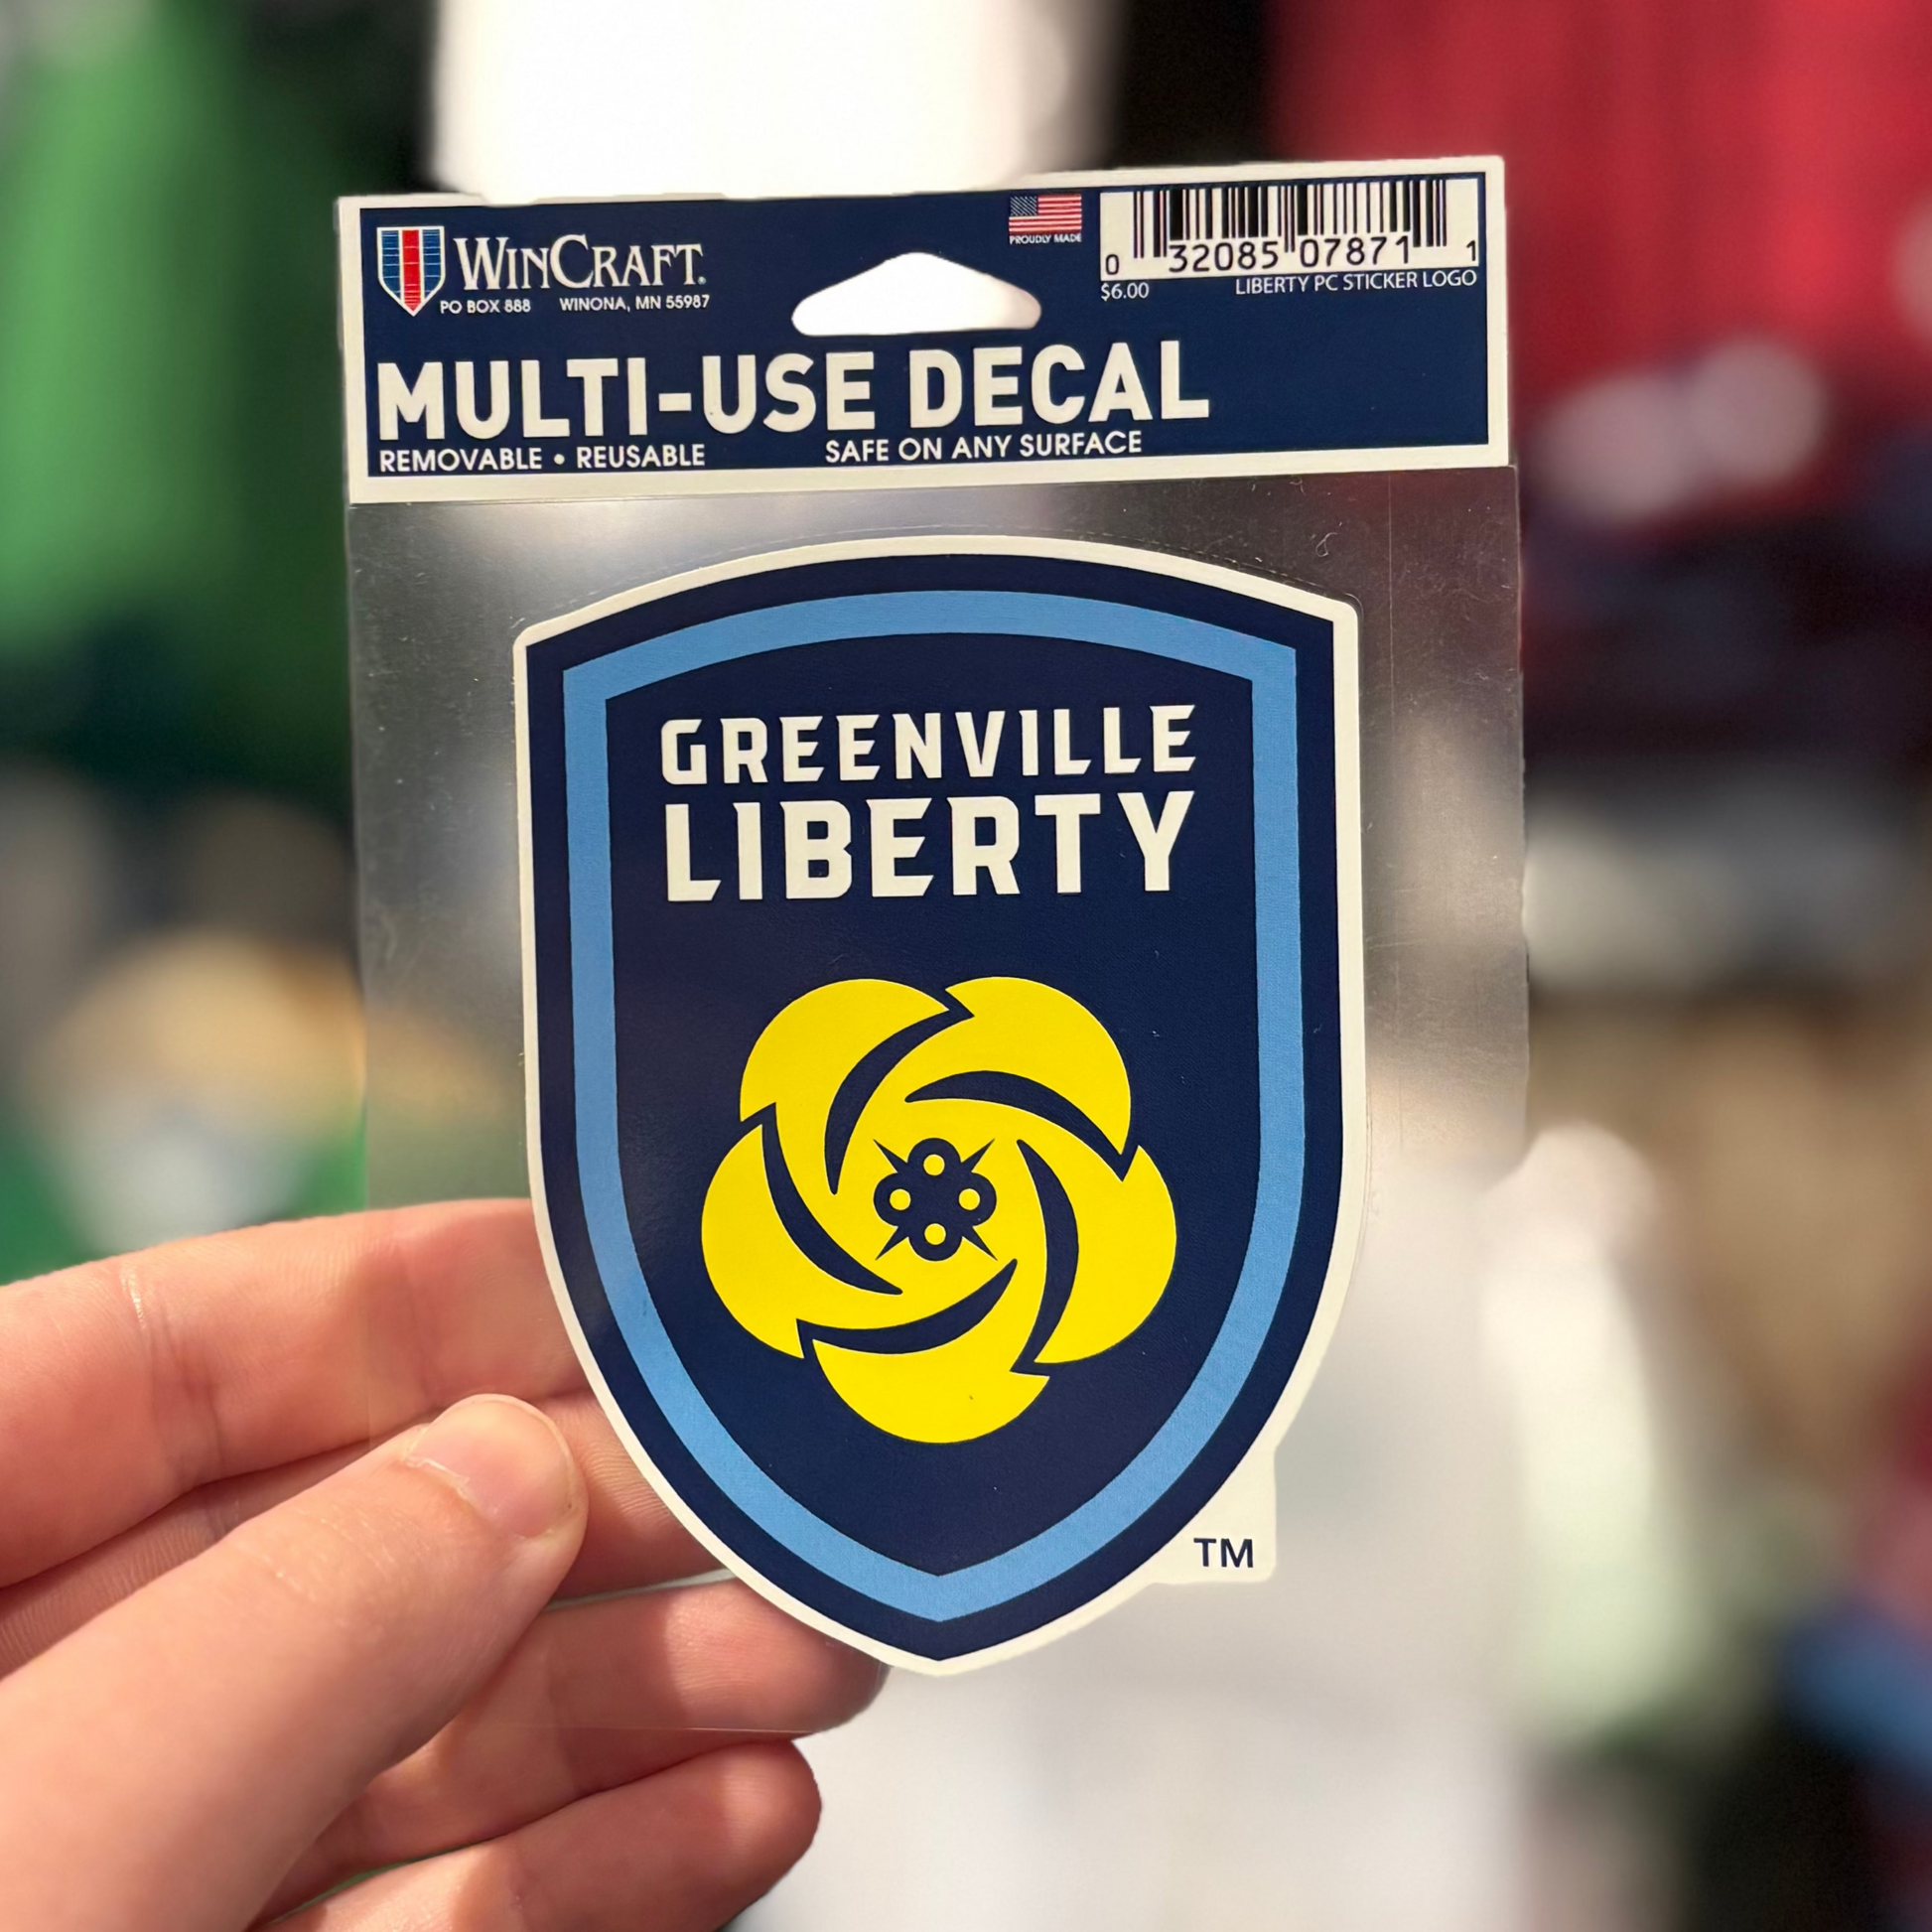 WINCRAFT.
PO BOX 888 WINONA, MN 55987
PROUDLY MADE
0 32085 07871 1
$6.00 LIBERTY PC STICKER LOGO
MULTI-USE DECAL
REMOVABLE • REUSABLE SAFE ON ANY SURFACE
GREENVILLE
LIBERTY
TM